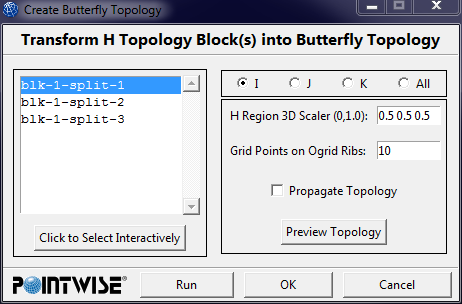 Create Butterfly Topology
Transform H Topology Block(s) into Butterfly Topology
blk-1-split-1
blk-1-split-2
blk-1-split-3
Click to Select Interactively
I J K All
H Region 3D Scaler (0,1.0): 0.5 0.5 0.5
Grid Points on Ogrid Ribs: 10
Propagate Topology
Preview Topology
POINTWISE®
Run OK Cancel